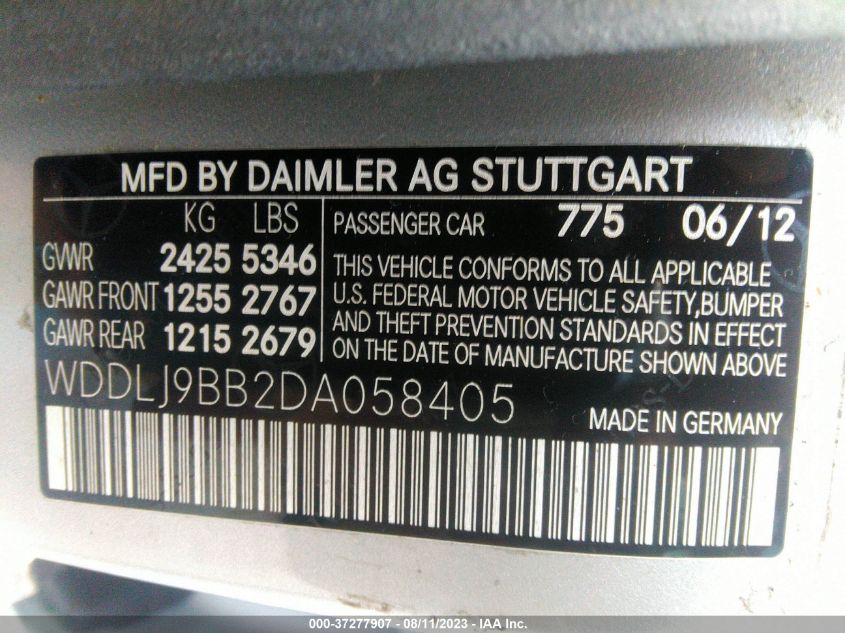 MFD BY DAIMLER AG STUTTGART
KG LBS
GVWR 2425 5346
GAWR FRONT 1255 2767
GAWR REAR 1215 2679
PASSENGER CAR 775 06/12
THIS VEHICLE CONFORMS TO ALL APPLICABLE
U.S. FEDERAL MOTOR VEHICLE SAFETY,BUMPER
AND THEFT PREVENTION STANDARDS IN EFFECT
ON THE DATE OF MANUFACTURE SHOWN ABOVE
WDDLJ9BB2DA058405
MADE IN GERMANY
000-37277907 - 08/11/2023 - IAA Inc.